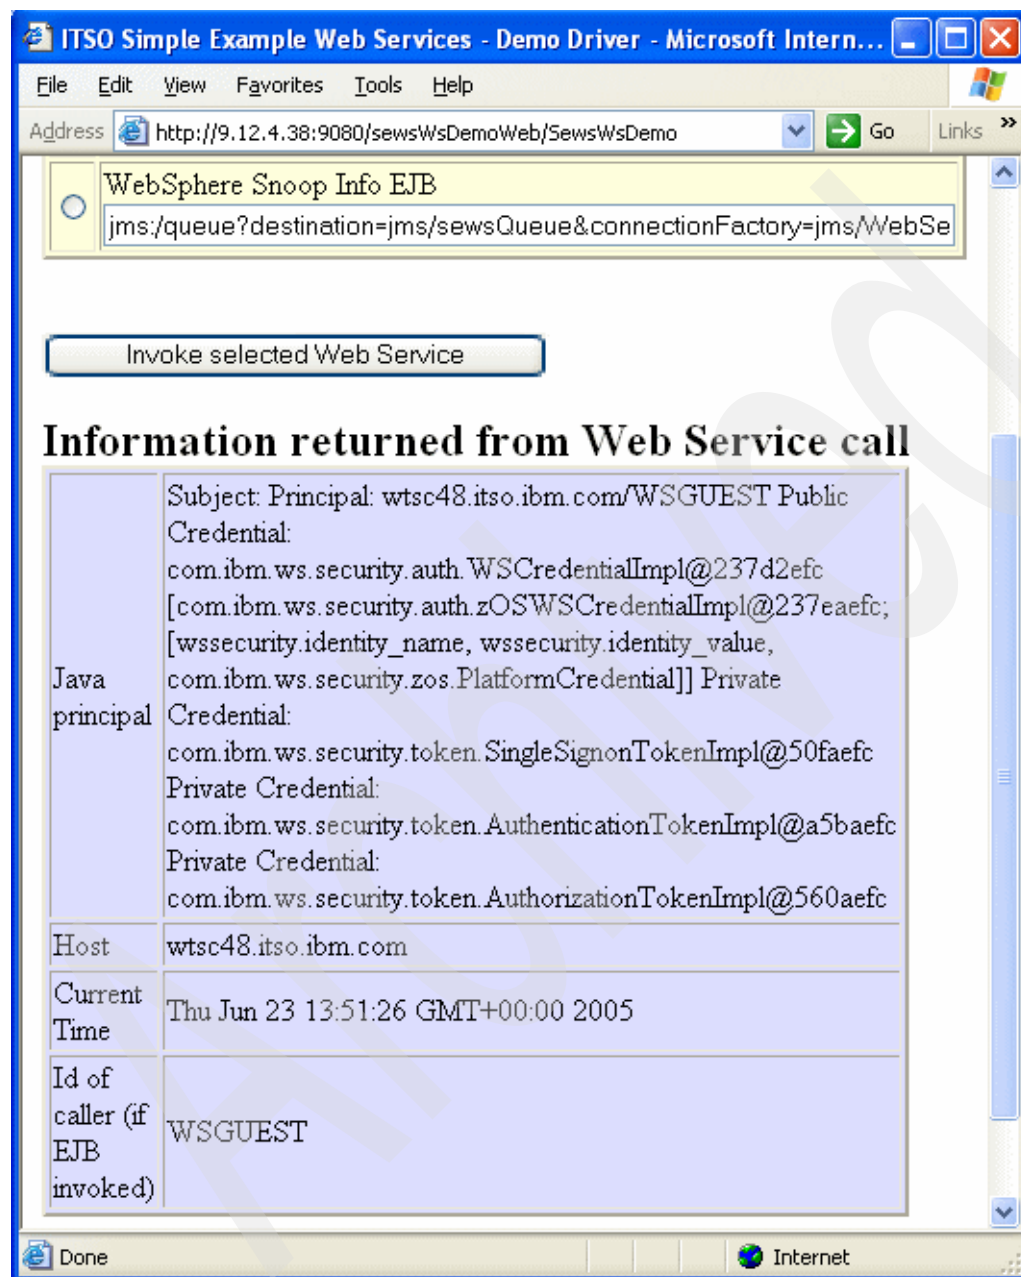 ITSO Simple Example Web Services - Demo Driver - Microsoft Intern...
File Edit View Favorites Tools Help
Address http://9.12.4.38:9080/sewsWsDemoWeb/SewsWsDemo Go Links »
WebSphere Snoop Info EJB
jms:/queue?destination=jms/sewsQueue&connectionFactory=jms/WebSe
Invoke selected Web Service
Information returned from Web Service call
Java
principal
Subject: Principal: wtsc48.itso.ibm.com/WSGUEST Public
Credential:
com.ibm.ws.security.auth.WSCredentialImpl@237d2efc
[com.ibm.ws.security.auth.zOSWSCredentialImpl@237eaefc;
[wssecurity.identity_name, wssecurity.identity_value,
com.ibm.ws.security.zos.PlatformCredential]] Private
Credential:
com.ibm.ws.security.token.SingleSignonTokenImpl@50faefc
Private Credential:
com.ibm.ws.security.token.AuthenticationTokenImpl@a5baefc
Private Credential:
com.ibm.ws.security.token.AuthorizationTokenImpl@560aefc
Host
wtsc48.itso.ibm.com
Current
Time
Thu Jun 23 13:51:26 GMT+00:00 2005
Id of
caller (if
EJB
invoked)
WSGUEST
Done
Internet
Archived